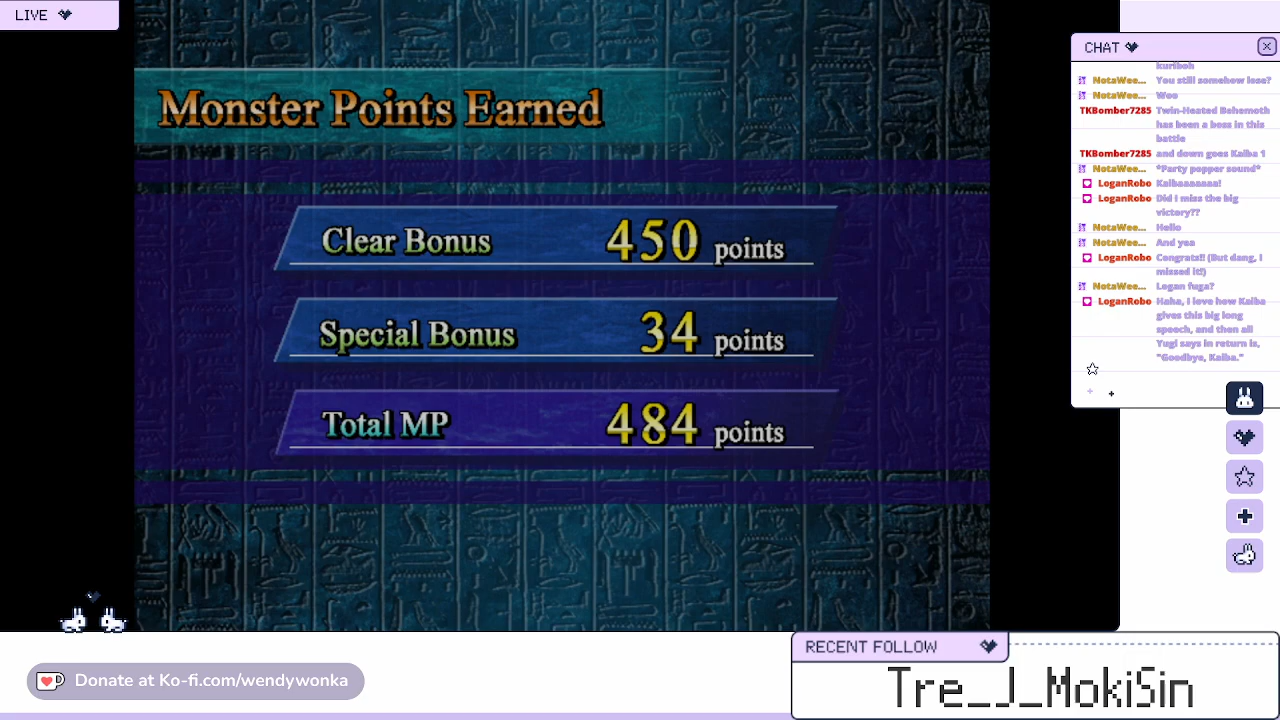 LIVE
Monster Points Earned
Clear Bonus 450 points
Special Bonus 34 points
Total MP 484 points
CHAT
kuriboh
NotaWee... You still somehow lose?
NotaWee... Woo
TKBomber7285 Twin-Heated Behemoth
has been a boss in this
battle
TKBomber7285 and down goes Kaiba 1
NotaWee... *Party popper sound*
LoganRobo Kaibaaaaaaa!
LoganRobo Did I miss the big
victory??
NotaWee... Hello
NotaWee... And yea
LoganRobo Congrats!! (But dang, I
missed it!)
NotaWee... Logan fuga?
LoganRobo Haha, I love how Kaiba
gives this big long
speech, and then all
Yugi says in return is,
"Goodbye, Kaiba."
Donate at Ko-fi.com/wendywonka
RECENT FOLLOW
Tre_J_MokiSin